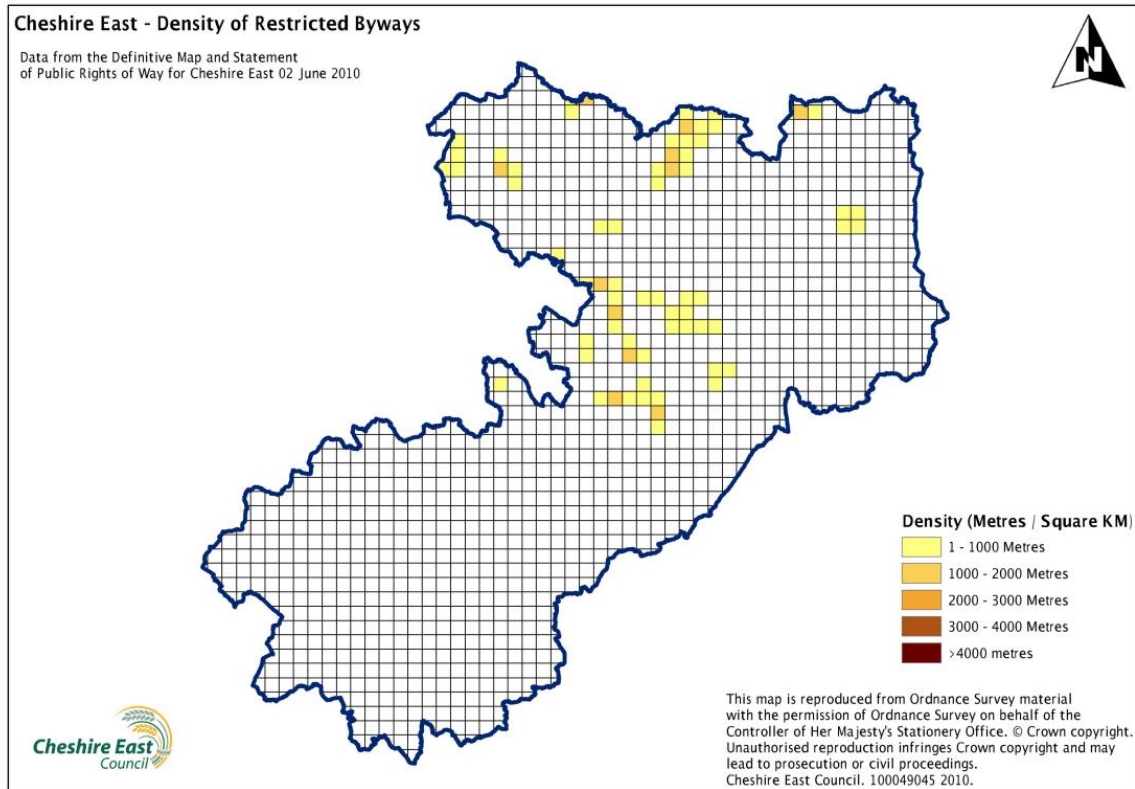 Cheshire East - Density of Restricted Byways
Data from the Definitive Map and Statement
of Public Rights of Way for Cheshire East 02 June 2010
N
Density (Metres / Square KM)
1 - 1000 Metres
1000 - 2000 Metres
2000 - 3000 Metres
3000 - 4000 Metres
>4000 metres
Cheshire East
Council
This map is reproduced from Ordnance Survey material
with the permission of Ordnance Survey on behalf of the
Controller of Her Majesty's Stationery Office. © Crown copyright.
Unauthorised reproduction infringes Crown copyright and may
lead to prosecution or civil proceedings.
Cheshire East Council. 100049045 2010.